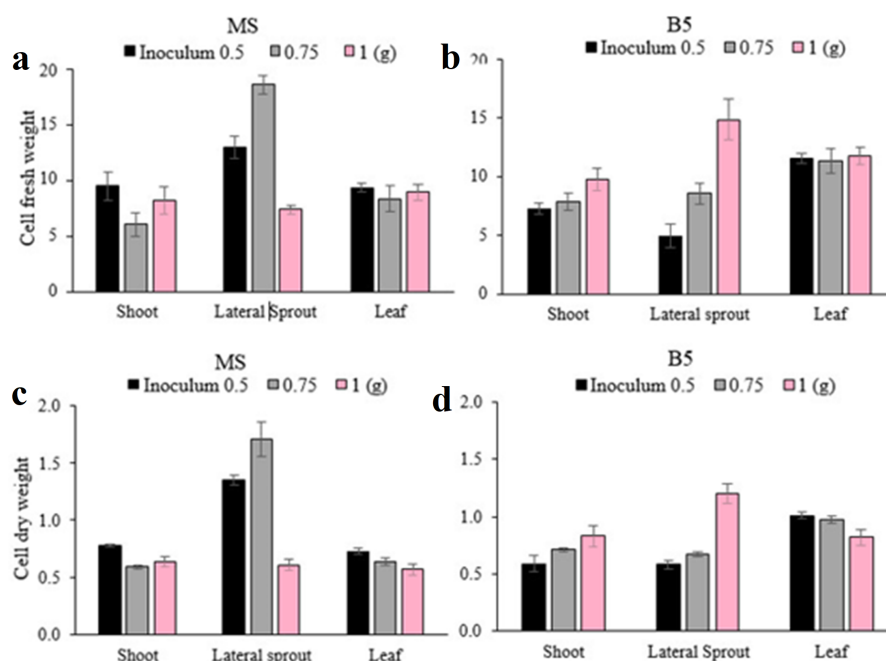 MS
a
Inoculum 0.5 0.75 1 (g)
Cell fresh weight
20
15
10
5
0
Shoot Lateral Sprout Leaf
B5
b
Inoculum 0.5 0.75 1 (g)
20
15
10
5
0
Shoot Lateral sprout Leaf
MS
c
Inoculum 0.5 0.75 1 (g)
Cell dry weight
2.0
1.5
1.0
0.5
0.0
Shoot Lateral sprout Leaf
B5
d
Inoculum 0.5 0.75 1 (g)
2.0
1.5
1.0
0.5
0.0
Shoot Lateral Sprout Leaf